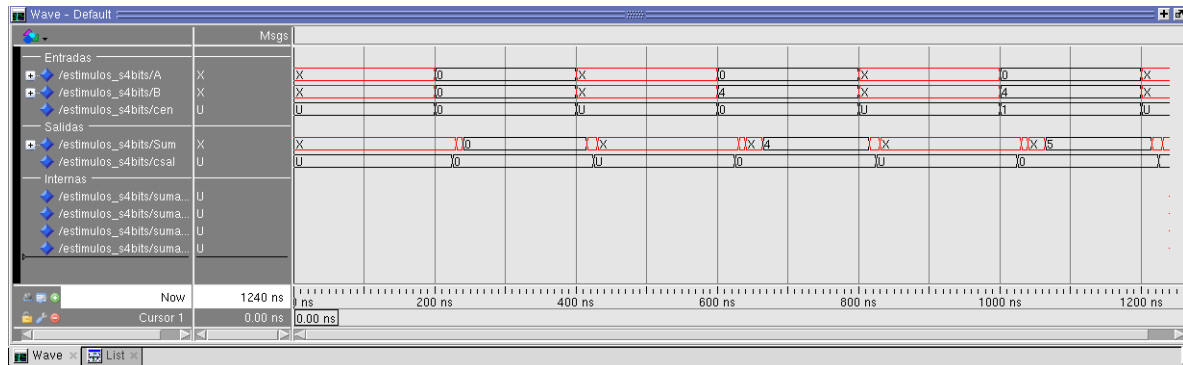 Wave - Default
Msgs
Entradas
/estimulos_s4bits/A X X 0 X 0 X 0 X
/estimulos_s4bits/B X X 0 X 4 X 4 X
/estimulos_s4bits/cen U U 0 U 0 U 1 U
Salidas
/estimulos_s4bits/Sum X X 0 X X 4 X X 5
/estimulos_s4bits/csal U U 0 U 0 U 0
Internas
/estimulos_s4bits/suma... U
/estimulos_s4bits/suma... U
/estimulos_s4bits/suma... U
/estimulos_s4bits/suma... U
Now 1240 ns ns 200 ns 400 ns 600 ns 800 ns 1000 ns 1200 ns
Cursor 1 0.00 ns 0.00 ns
Wave List